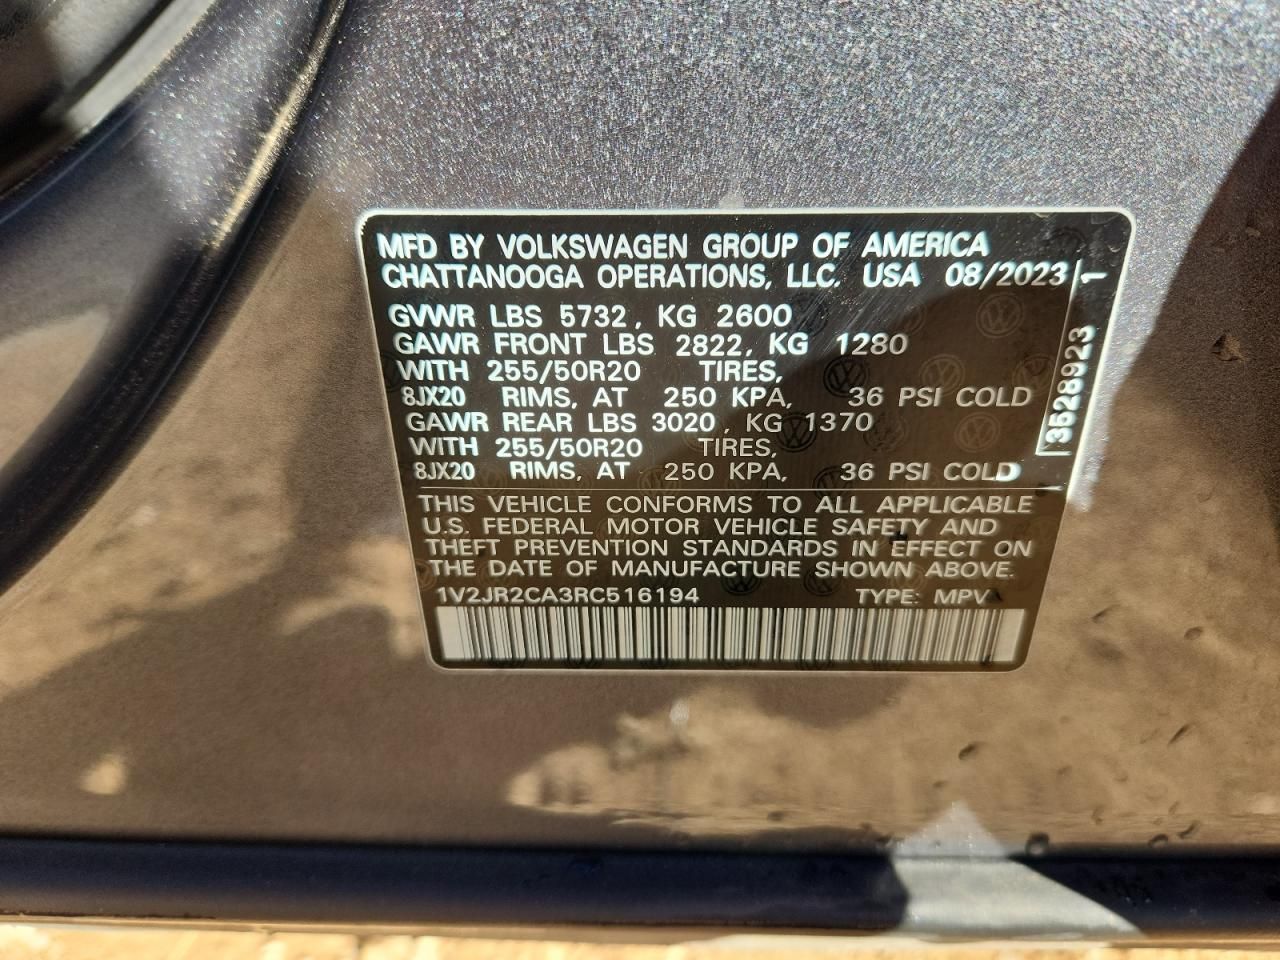 MFD BY VOLKSWAGEN GROUP OF AMERICA
CHATTANOOGA OPERATIONS, LLC. USA 08/2023
GVWR LBS 5732, KG 2600
GAWR FRONT LBS 2822, KG 1280
WITH 255/50R20 TIRES,
8JX20 RIMS, AT 250 KPA, 36 PSI COLD
GAWR REAR LBS 3020, KG 1370
WITH 255/50R20 TIRES,
8JX20 RIMS, AT 250 KPA, 36 PSI COLD
THIS VEHICLE CONFORMS TO ALL APPLICABLE
U.S. FEDERAL MOTOR VEHICLE SAFETY AND
THEFT PREVENTION STANDARDS IN EFFECT ON
THE DATE OF MANUFACTURE SHOWN ABOVE.
1V2JR2CA3RC516194 TYPE: MPV
3528923 1